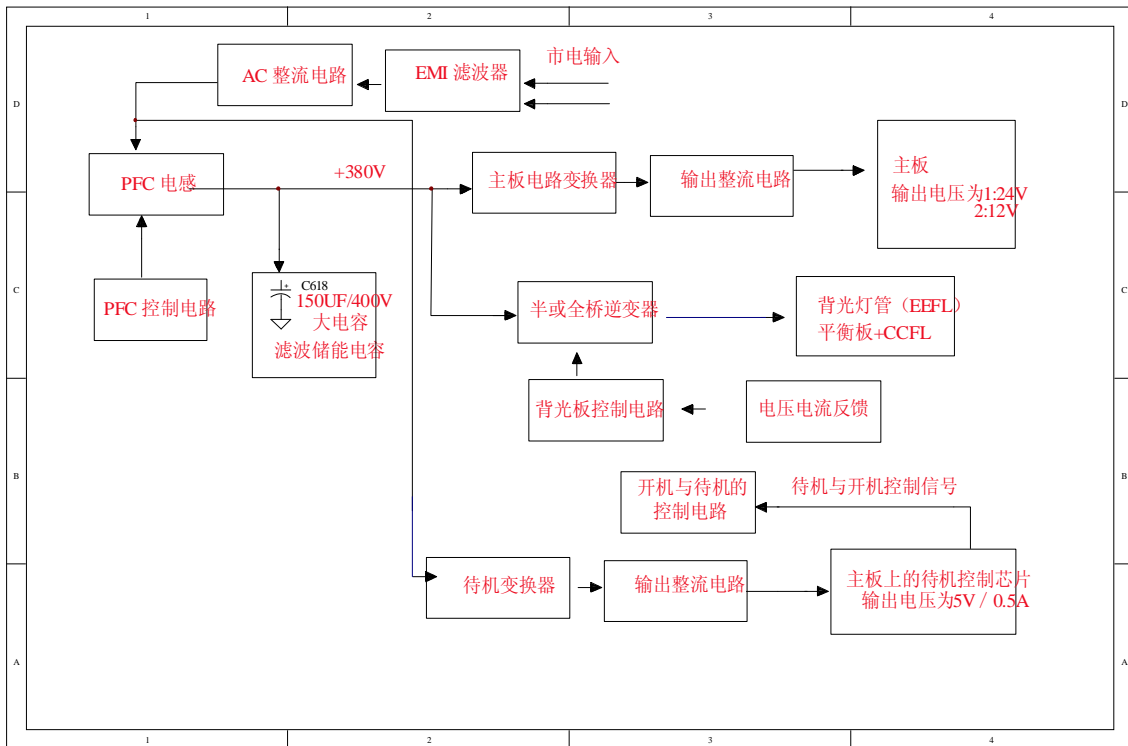 1 2 3 4
市电输入
AC 整流电路
EMI 滤波器
D D
+380V
PFC 电感
主板电路变换器
输出整流电路
主板
输出电压为1:24V
2:12V
C C
PFC 控制电路
C618
+
150UF/400V
大电容
滤波储能电容
半或全桥逆变器
背光灯管（EEFL）
平衡板+CCFL
背光板控制电路
电压电流反馈
B B
开机与待机的
控制电路
待机与开机控制信号
待机变换器
输出整流电路
主板上的待机控制芯片
输出电压为5V / 0.5A
A A
1 2 3 4